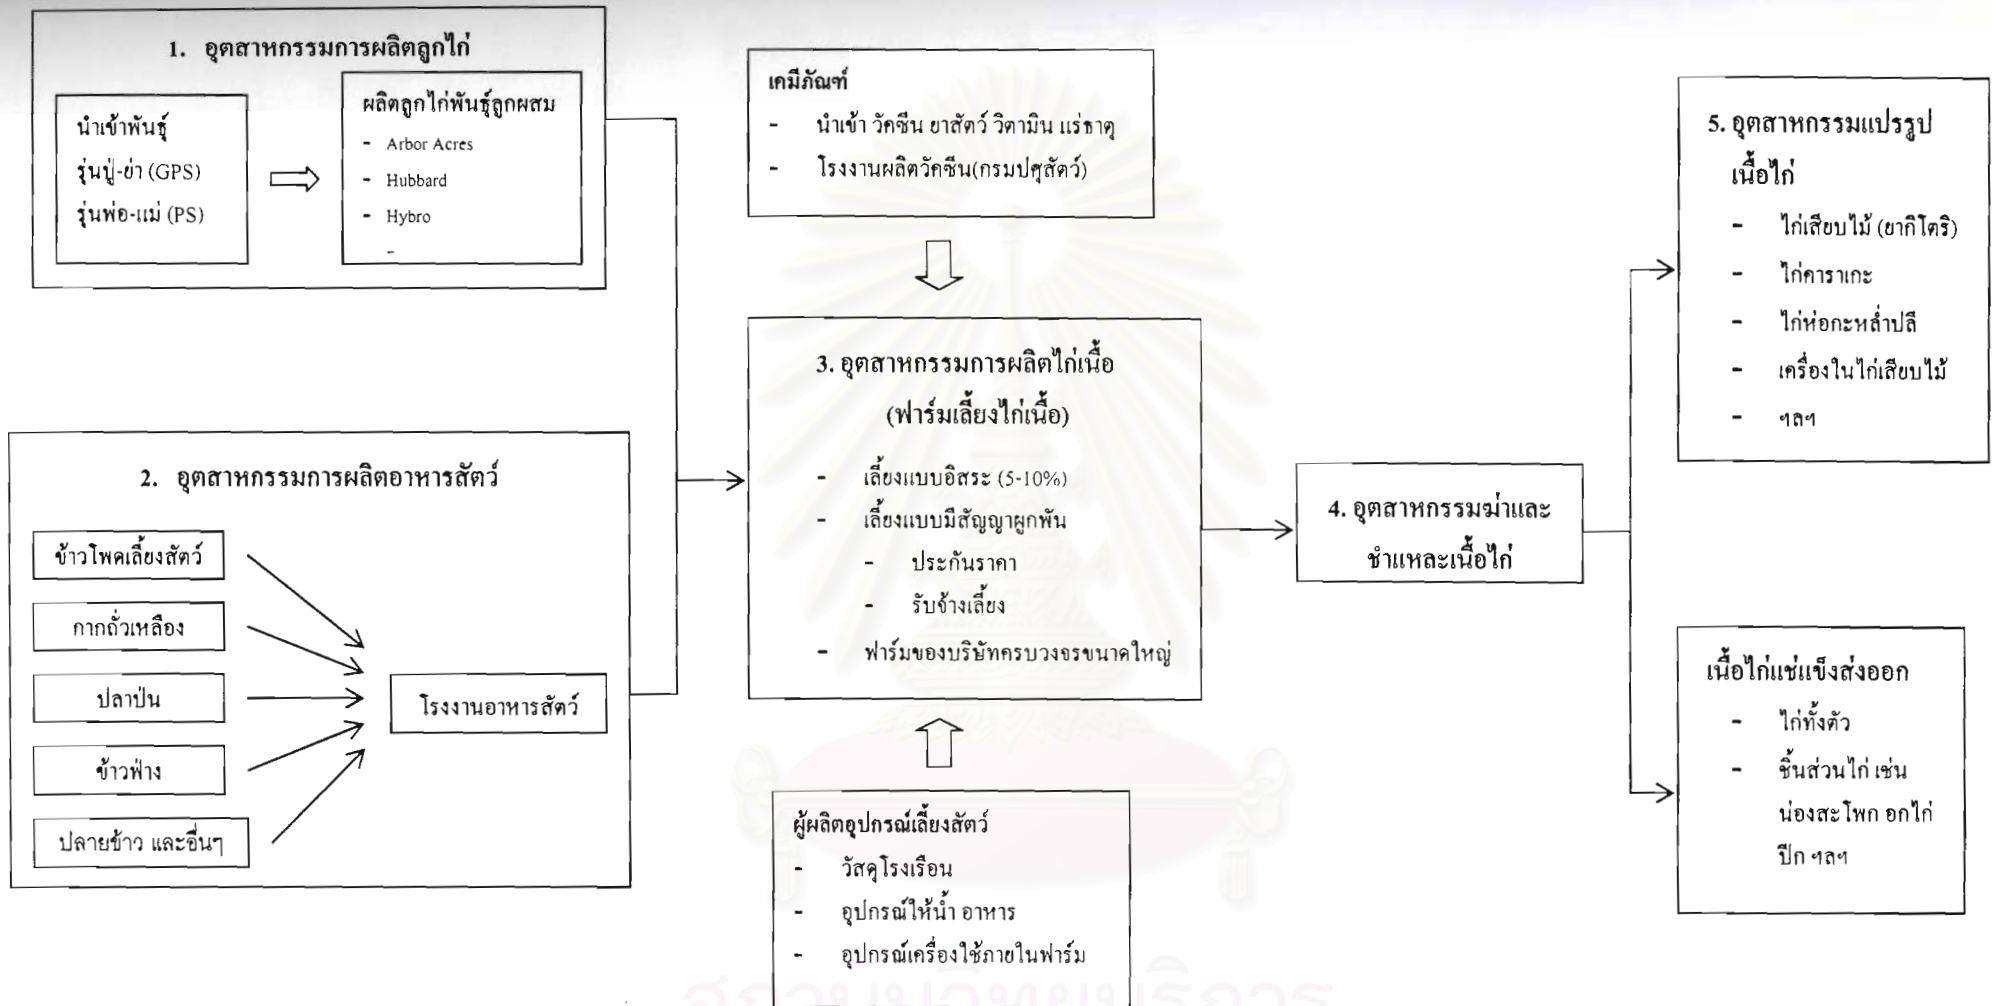 1. อุตสาหกรรมการผลิตลูกไก่
นำเข้าพันธุ์
รุ่นปู่-ย่า (GPS)
รุ่นพ่อ-แม่ (PS)
ผลิตลูกไก่พันธุ์ลูกผสม
- Arbor Acres
- Hubbard
- Hybro
-
2. อุตสาหกรรมการผลิตอาหารสัตว์
ข้าวโพดเลี้ยงสัตว์
กากถั่วเหลือง
ปลาป่น
ข้าวฟ่าง
ปลายข้าว และอื่นๆ
โรงงานอาหารสัตว์
เคมีภัณฑ์
- นำเข้า วัคซีน ยาสัตว์ วิตามิน แร่ธาตุ
- โรงงานผลิตวัคซีน(กรมปศุสัตว์)
3. อุตสาหกรรมการผลิตไก่เนื้อ
(ฟาร์มเลี้ยงไก่เนื้อ)
- เลี้ยงแบบอิสระ (5-10%)
- เลี้ยงแบบมีสัญญาผูกพัน
- ประกันราคา
- รับจ้างเลี้ยง
- ฟาร์มของบริษัทครบวงจรขนาดใหญ่
ผู้ผลิตอุปกรณ์เลี้ยงสัตว์
- วัสดุโรงเรือน
- อุปกรณ์ให้น้ำ อาหาร
- อุปกรณ์เครื่องใช้ภายในฟาร์ม
4. อุตสาหกรรมฆ่าและ
ชำแหละเนื้อไก่
5. อุตสาหกรรมแปรรูป
เนื้อไก่
- ไก่เสียบไม้ (ยากิโตริ)
- ไก่คาราเกะ
- ไก่ห่อกะหล่ำปลี
- เครื่องในไก่เสียบไม้
- ฯลฯ
เนื้อไก่แช่แข็งส่งออก
- ไก่ทั้งตัว
- ชิ้นส่วนไก่ เช่น
น่องสะโพก อกไก่
ปีก ฯลฯ
สถาบันวิทยบริการ